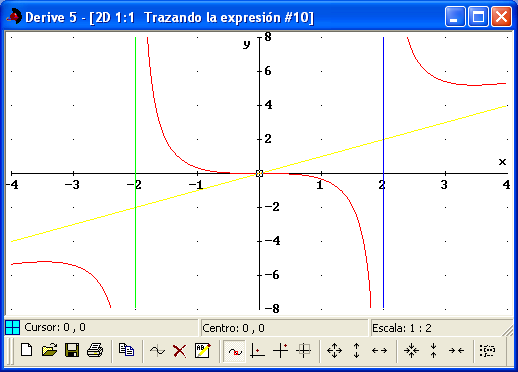 Derive 5 - [2D 1:1 Trazando la expresión #10]
y
8
6
4
2
x
-4 -3 -2 -1 1 2 3 4
-2
-4
-6
-8
Cursor: 0 , 0 Centro: 0 , 0 Escala: 1 : 2